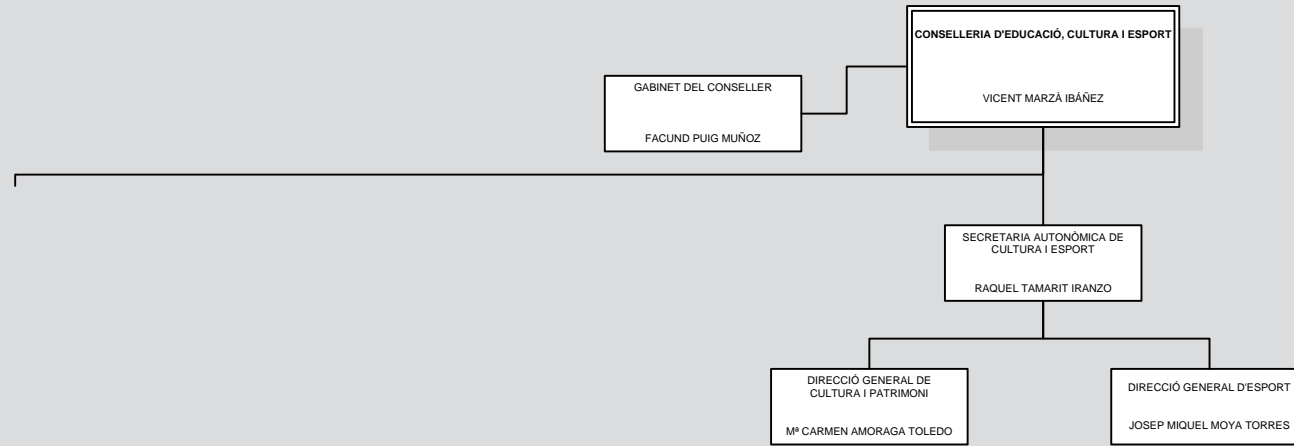 CONSELLERIA D'EDUCACIÓ, CULTURA I ESPORT
VICENT MARZÀ IBÁÑEZ
GABINET DEL CONSELLER
FACUND PUIG MUÑOZ
SECRETARIA AUTONÒMICA DE
CULTURA I ESPORT
RAQUEL TAMARIT IRANZO
DIRECCIÓ GENERAL DE
CULTURA I PATRIMONI
Mª CARMEN AMORAGA TOLEDO
DIRECCIÓ GENERAL D'ESPORT
JOSEP MIQUEL MOYA TORRES